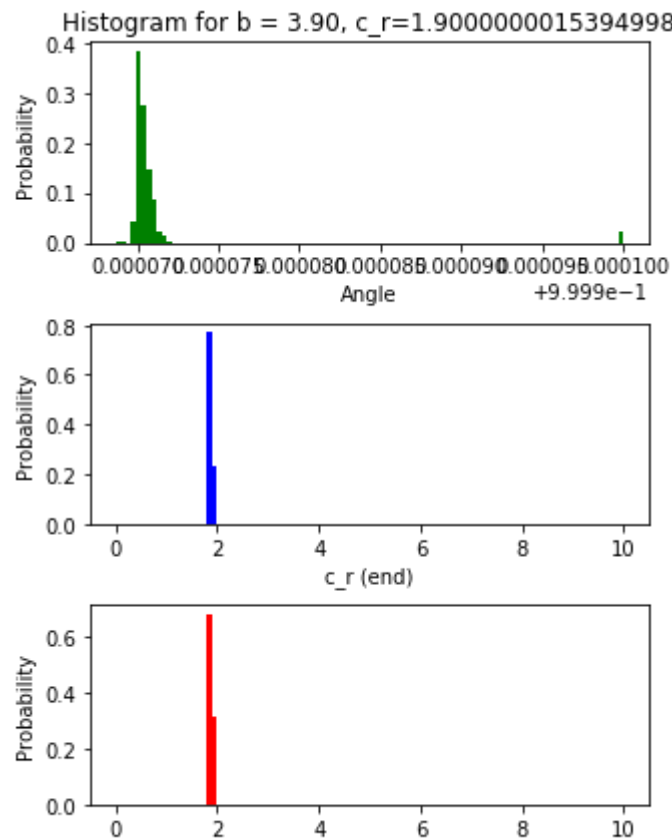 Histogram for b = 3.90, c_r=1.9000000015394998
0.4
0.3
0.2
0.1
0.0
Probability
0.000070 0.000075 0.000080 0.000085 0.000090 0.000095 0.000100
Angle
+9.999e−1
0.8
0.6
0.4
0.2
0.0
Probability
0 2 4 6 8 10
c_r (end)
0.6
0.4
0.2
0.0
Probability
0 2 4 6 8 10